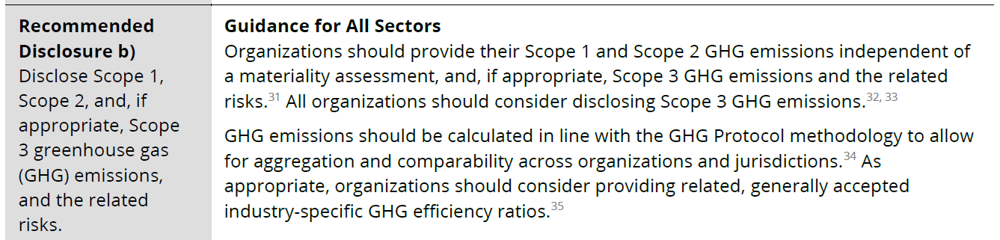 Recommended
Disclosure b)
Disclose Scope 1,
Scope 2, and, if
appropriate, Scope
3 greenhouse gas
(GHG) emissions,
and the related
risks.
Guidance for All Sectors
Organizations should provide their Scope 1 and Scope 2 GHG emissions independent of
a materiality assessment, and, if appropriate, Scope 3 GHG emissions and the related
risks.31 All organizations should consider disclosing Scope 3 GHG emissions.32, 33
GHG emissions should be calculated in line with the GHG Protocol methodology to allow
for aggregation and comparability across organizations and jurisdictions.34 As
appropriate, organizations should consider providing related, generally accepted
industry-specific GHG efficiency ratios.35